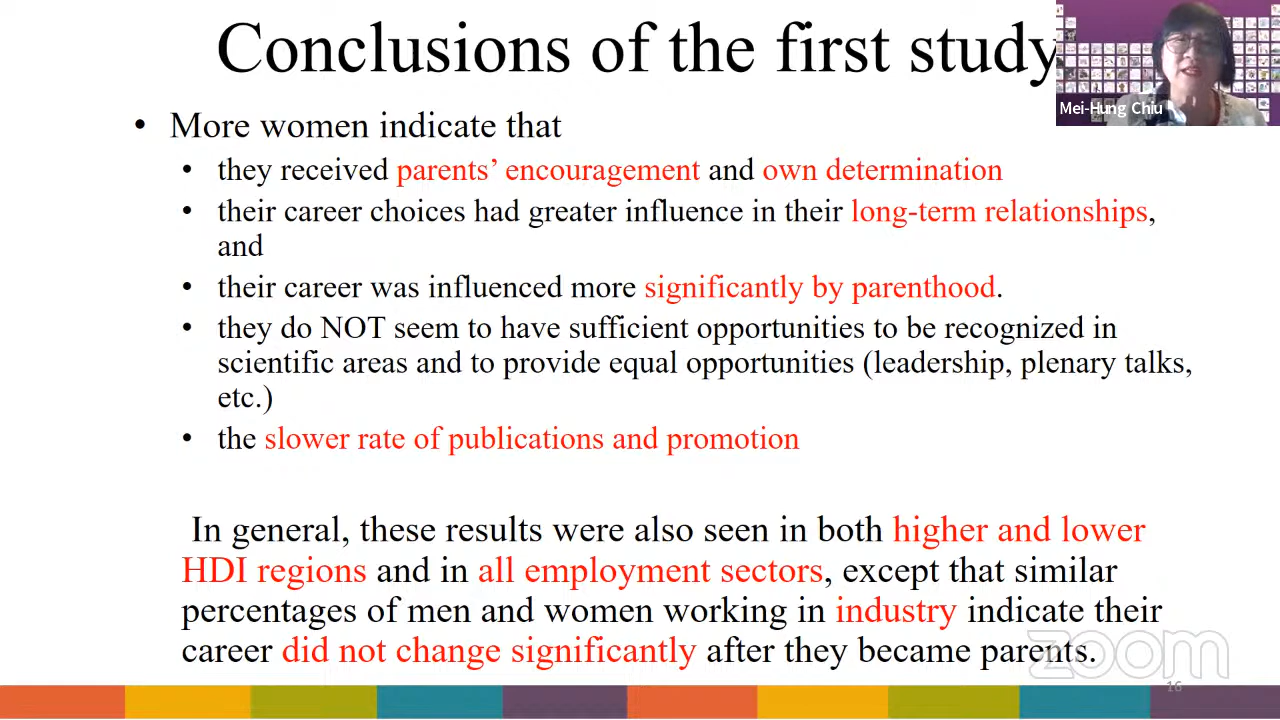 Conclusions of the first study
Mei-Hung Chiu
• More women indicate that
• they received parents’ encouragement and own determination
• their career choices had greater influence in their long-term relationships,
and
• their career was influenced more significantly by parenthood.
• they do NOT seem to have sufficient opportunities to be recognized in
scientific areas and to provide equal opportunities (leadership, plenary talks,
etc.)
• the slower rate of publications and promotion
In general, these results were also seen in both higher and lower
HDI regions and in all employment sectors, except that similar
percentages of men and women working in industry indicate their
career did not change significantly after they became parents.
zoom
16